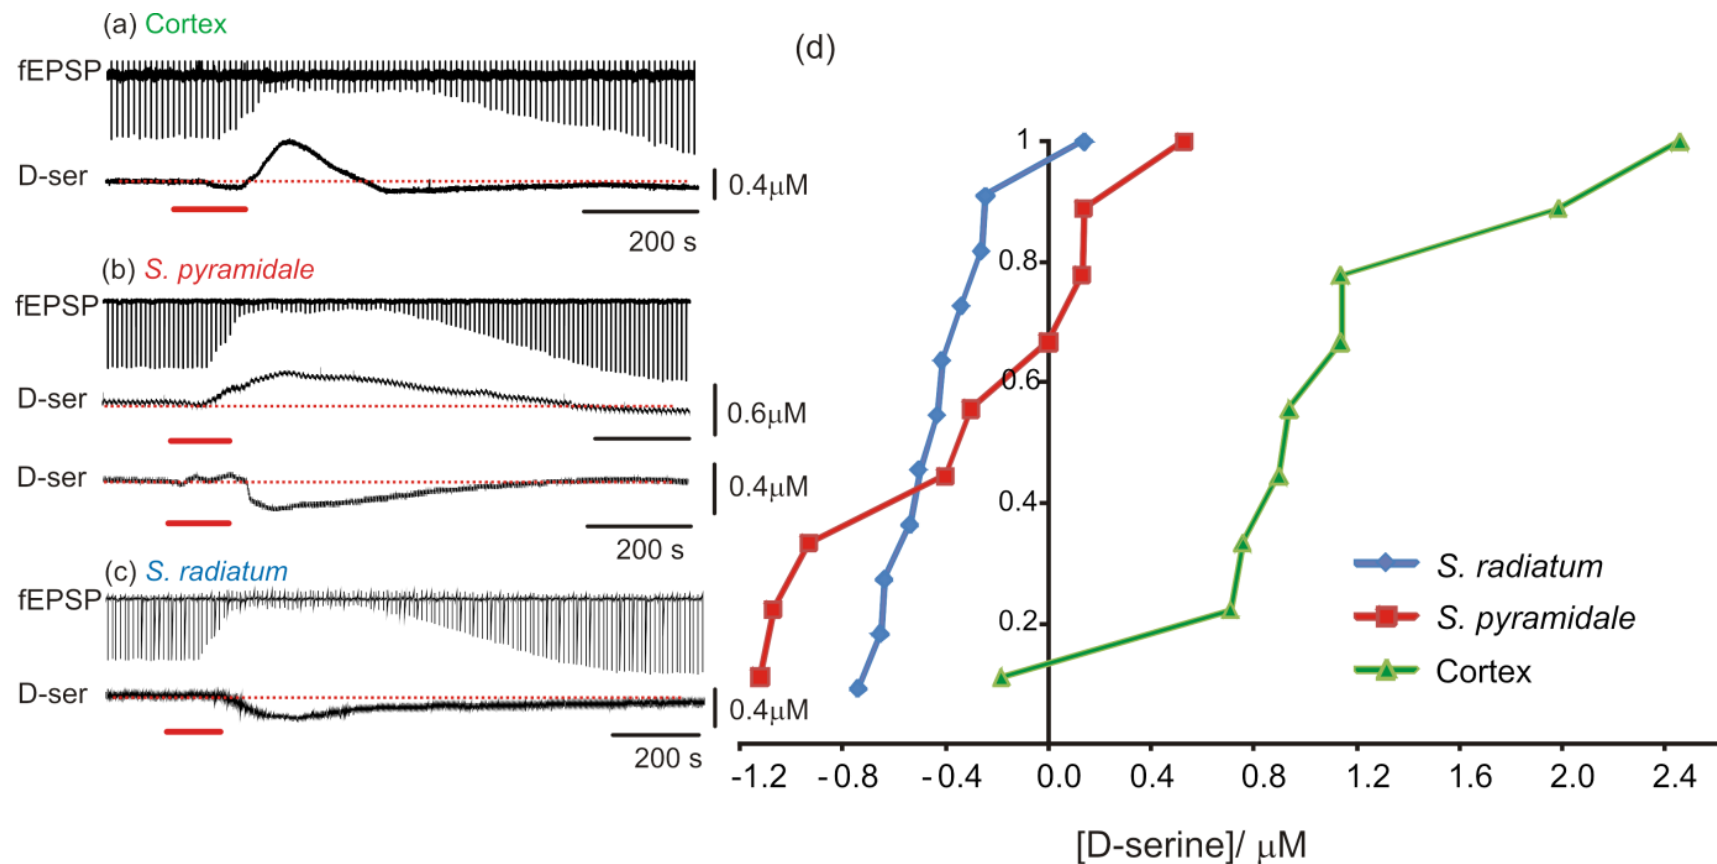 (a) Cortex
fEPSP
D-ser
0.4μM
200 s
(b) S. pyramidale
fEPSP
D-ser
0.6μM
D-ser
0.4μM
200 s
(c) S. radiatum
fEPSP
D-ser
0.4μM
200 s
(d)
1
0.8
0.6
0.4
0.2
-1.2 -0.8 -0.4 0.0 0.4 0.8 1.2 1.6 2.0 2.4
[D-serine]/ μM
S. radiatum
S. pyramidale
Cortex